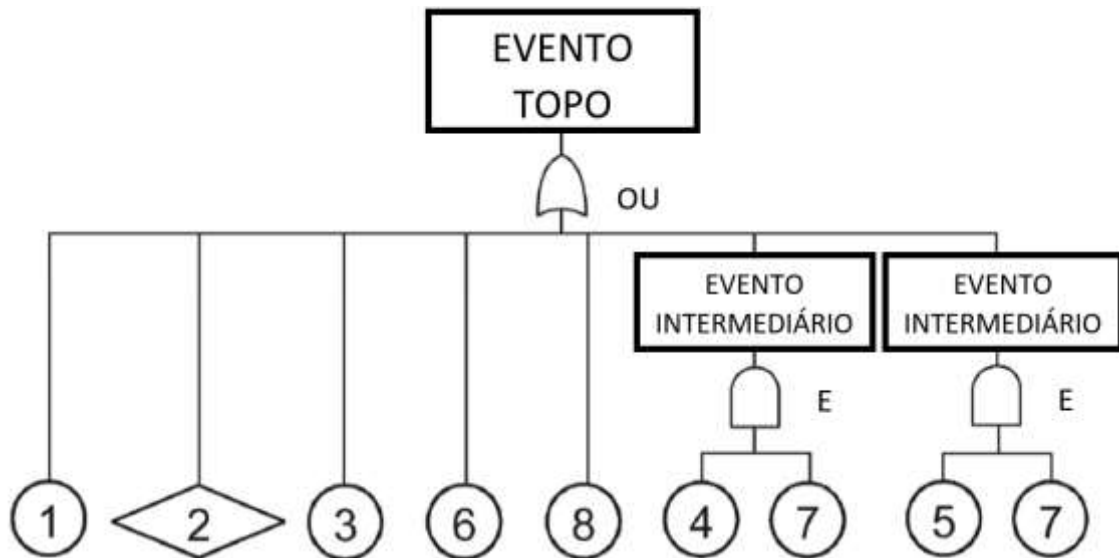 EVENTO
TOPO
OU
EVENTO
INTERMEDIÁRIO
EVENTO
INTERMEDIÁRIO
E
E
1
2
3
6
8
4
7
5
7